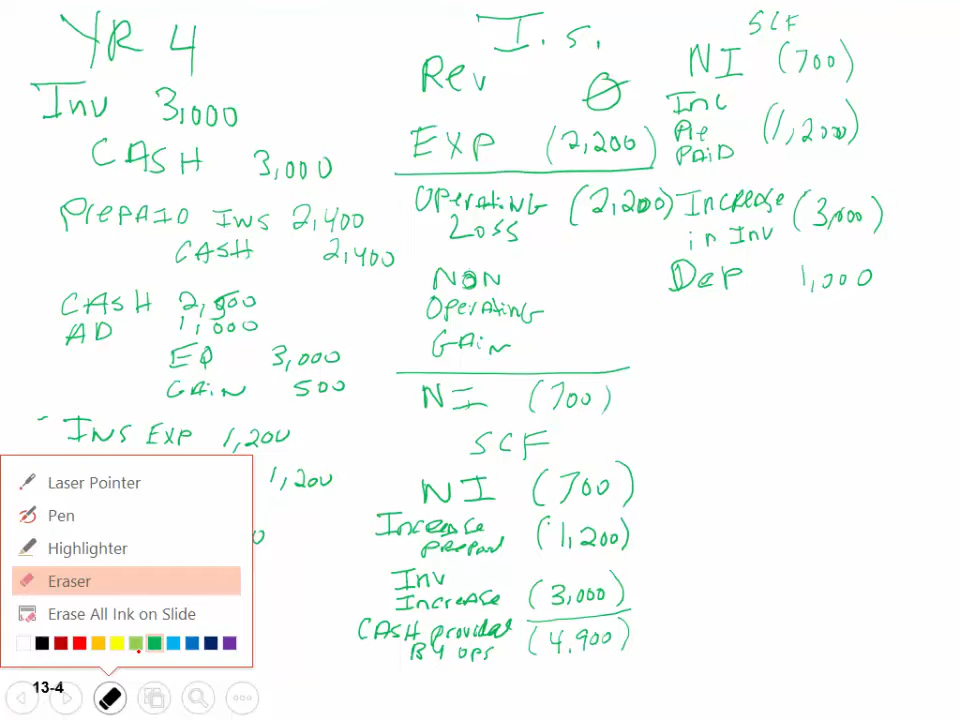 YR 4
Inv 3,000
CASH 3,000
PrePAID INS 2,400
CASH 2,400
CASH 2,500
AD 1,000
EQ 3,000
GAiN 500
INS EXP 1,200
1,200
I.S.
Rev 0
EXP (2,200)
OPerAting LOSS (2,200)
NON
OPerAting
GAiN
NI (700)
SCF
NI (700)
Increase prepaid (1,200)
Inv Increase (3,000)
CASH provided By ops (4,900)
SCF
NI (700)
Inc
Pre
PAiD (1,200)
Increase in Inv (3,000)
DeP 1,000
Laser Pointer
Pen
Highlighter
Eraser
Erase All Ink on Slide
13-4